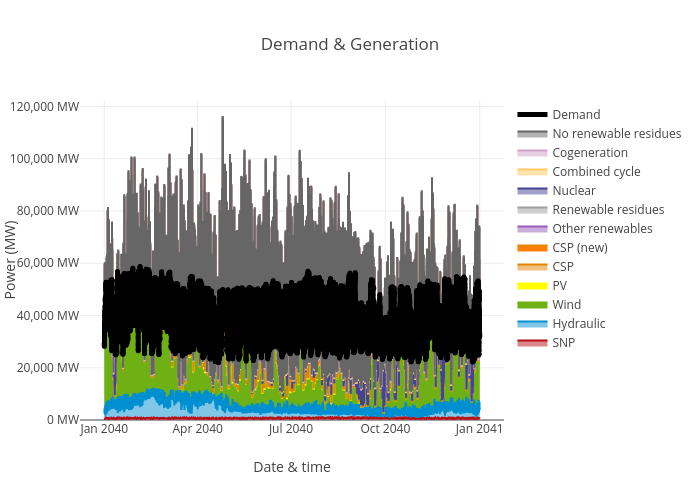 Demand & Generation
120,000 MW
100,000 MW
80,000 MW
60,000 MW
40,000 MW
20,000 MW
0 MW
Power (MW)
Jan 2040
Apr 2040
Jul 2040
Oct 2040
Jan 2041
Date & time
Demand
No renewable residues
Cogeneration
Combined cycle
Nuclear
Renewable residues
Other renewables
CSP (new)
CSP
PV
Wind
Hydraulic
SNP